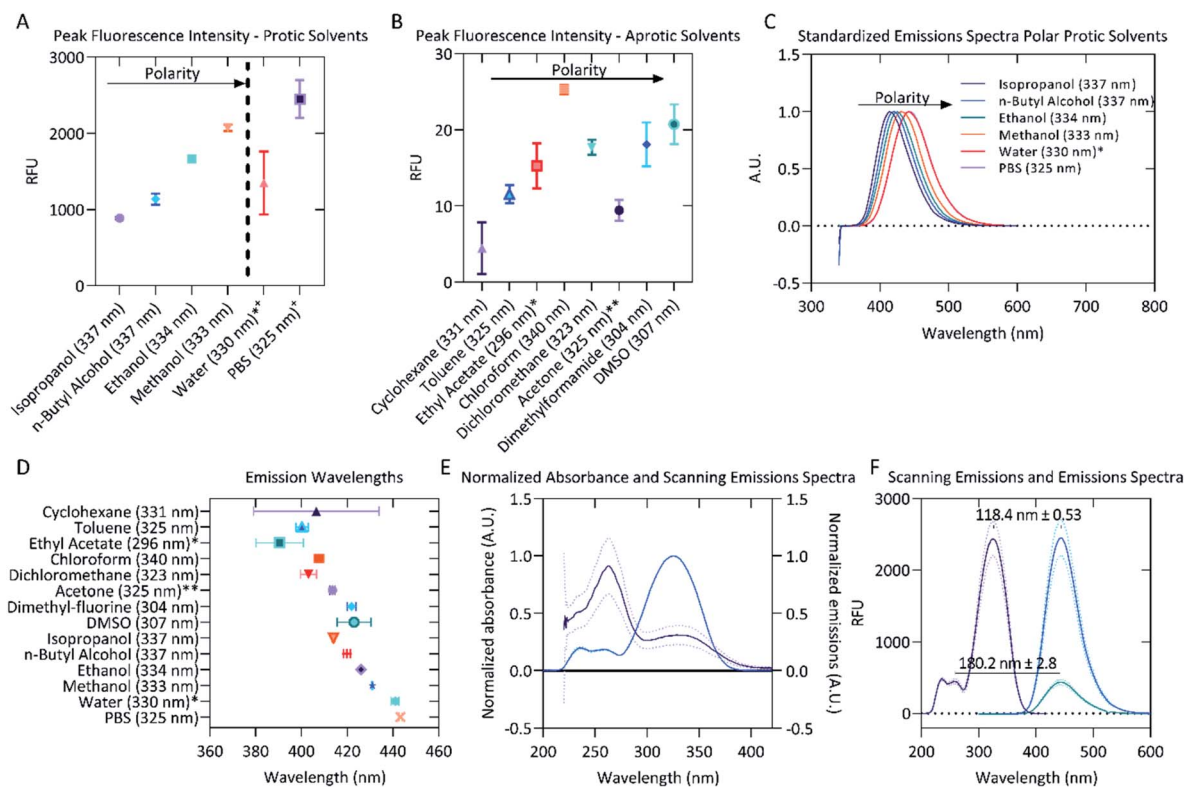 A
Peak Fluorescence Intensity - Protic Solvents
3000
2000
1000
0
RFU
Polarity
Isopropanol (337 nm)
n-Butyl Alcohol (337 nm)
Ethanol (334 nm)
Methanol (333 nm)
Water (330 nm)*⁺
PBS (325 nm)⁺
B
Peak Fluorescence Intensity - Aprotic Solvents
30
20
10
0
RFU
Polarity
Cyclohexane (331 nm)
Toluene (325 nm)
Ethyl Acetate (296 nm)*
Chloroform (340 nm)
Dichloromethane (323 nm)
Acetone (325 nm)**
Dimethylformamide (304 nm)
DMSO (307 nm)
C
Standardized Emissions Spectra Polar Protic Solvents
1.5
1.0
0.5
0.0
-0.5
A.U.
Polarity
Isopropanol (337 nm)
n-Butyl Alcohol (337 nm)
Ethanol (334 nm)
Methanol (333 nm)
Water (330 nm)*
PBS (325 nm)
300 400 500 600 700 800
Wavelength (nm)
D
Emission Wavelengths
Cyclohexane (331 nm)
Toluene (325 nm)
Ethyl Acetate (296 nm)*
Chloroform (340 nm)
Dichloromethane (323 nm)
Acetone (325 nm)**
Dimethyl-fluorine (304 nm)
DMSO (307 nm)
Isopropanol (337 nm)
n-Butyl Alcohol (337 nm)
Ethanol (334 nm)
Methanol (333 nm)
Water (330 nm)*
PBS (325 nm)
360 380 400 420 440 460
Wavelength (nm)
E
Normalized Absorbance and Scanning Emissions Spectra
1.5
1.0
0.5
0.0
-0.5
Normalized absorbance (A.U.)
1.5
1.0
0.5
0.0
-0.5
Normalized emissions (A.U.)
200 250 300 350 400
Wavelength (nm)
F
Scanning Emissions and Emissions Spectra
3000
2000
1000
0
RFU
118.4 nm ± 0.53
180.2 nm ± 2.8
200 300 400 500 600
Wavelength (nm)